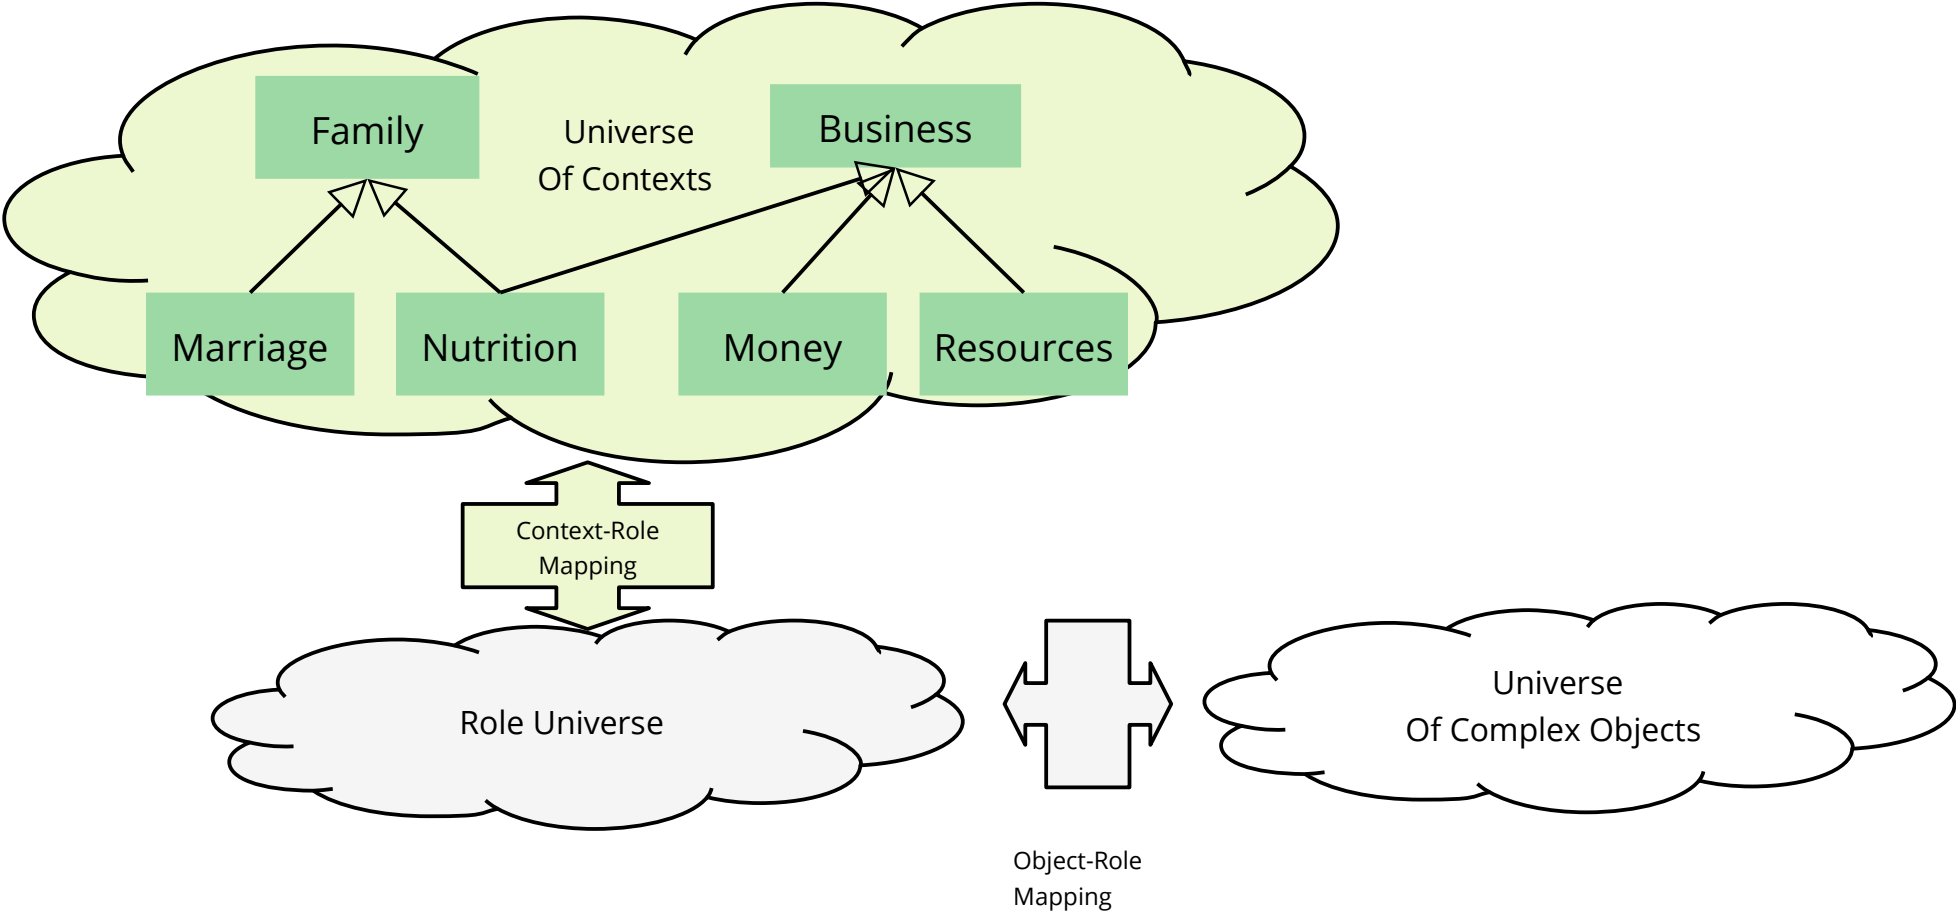 Family
Universe
Of Contexts
Business
Marriage
Nutrition
Money
Resources
Context-Role
Mapping
Role Universe
Universe
Of Complex Objects
Object-Role
Mapping